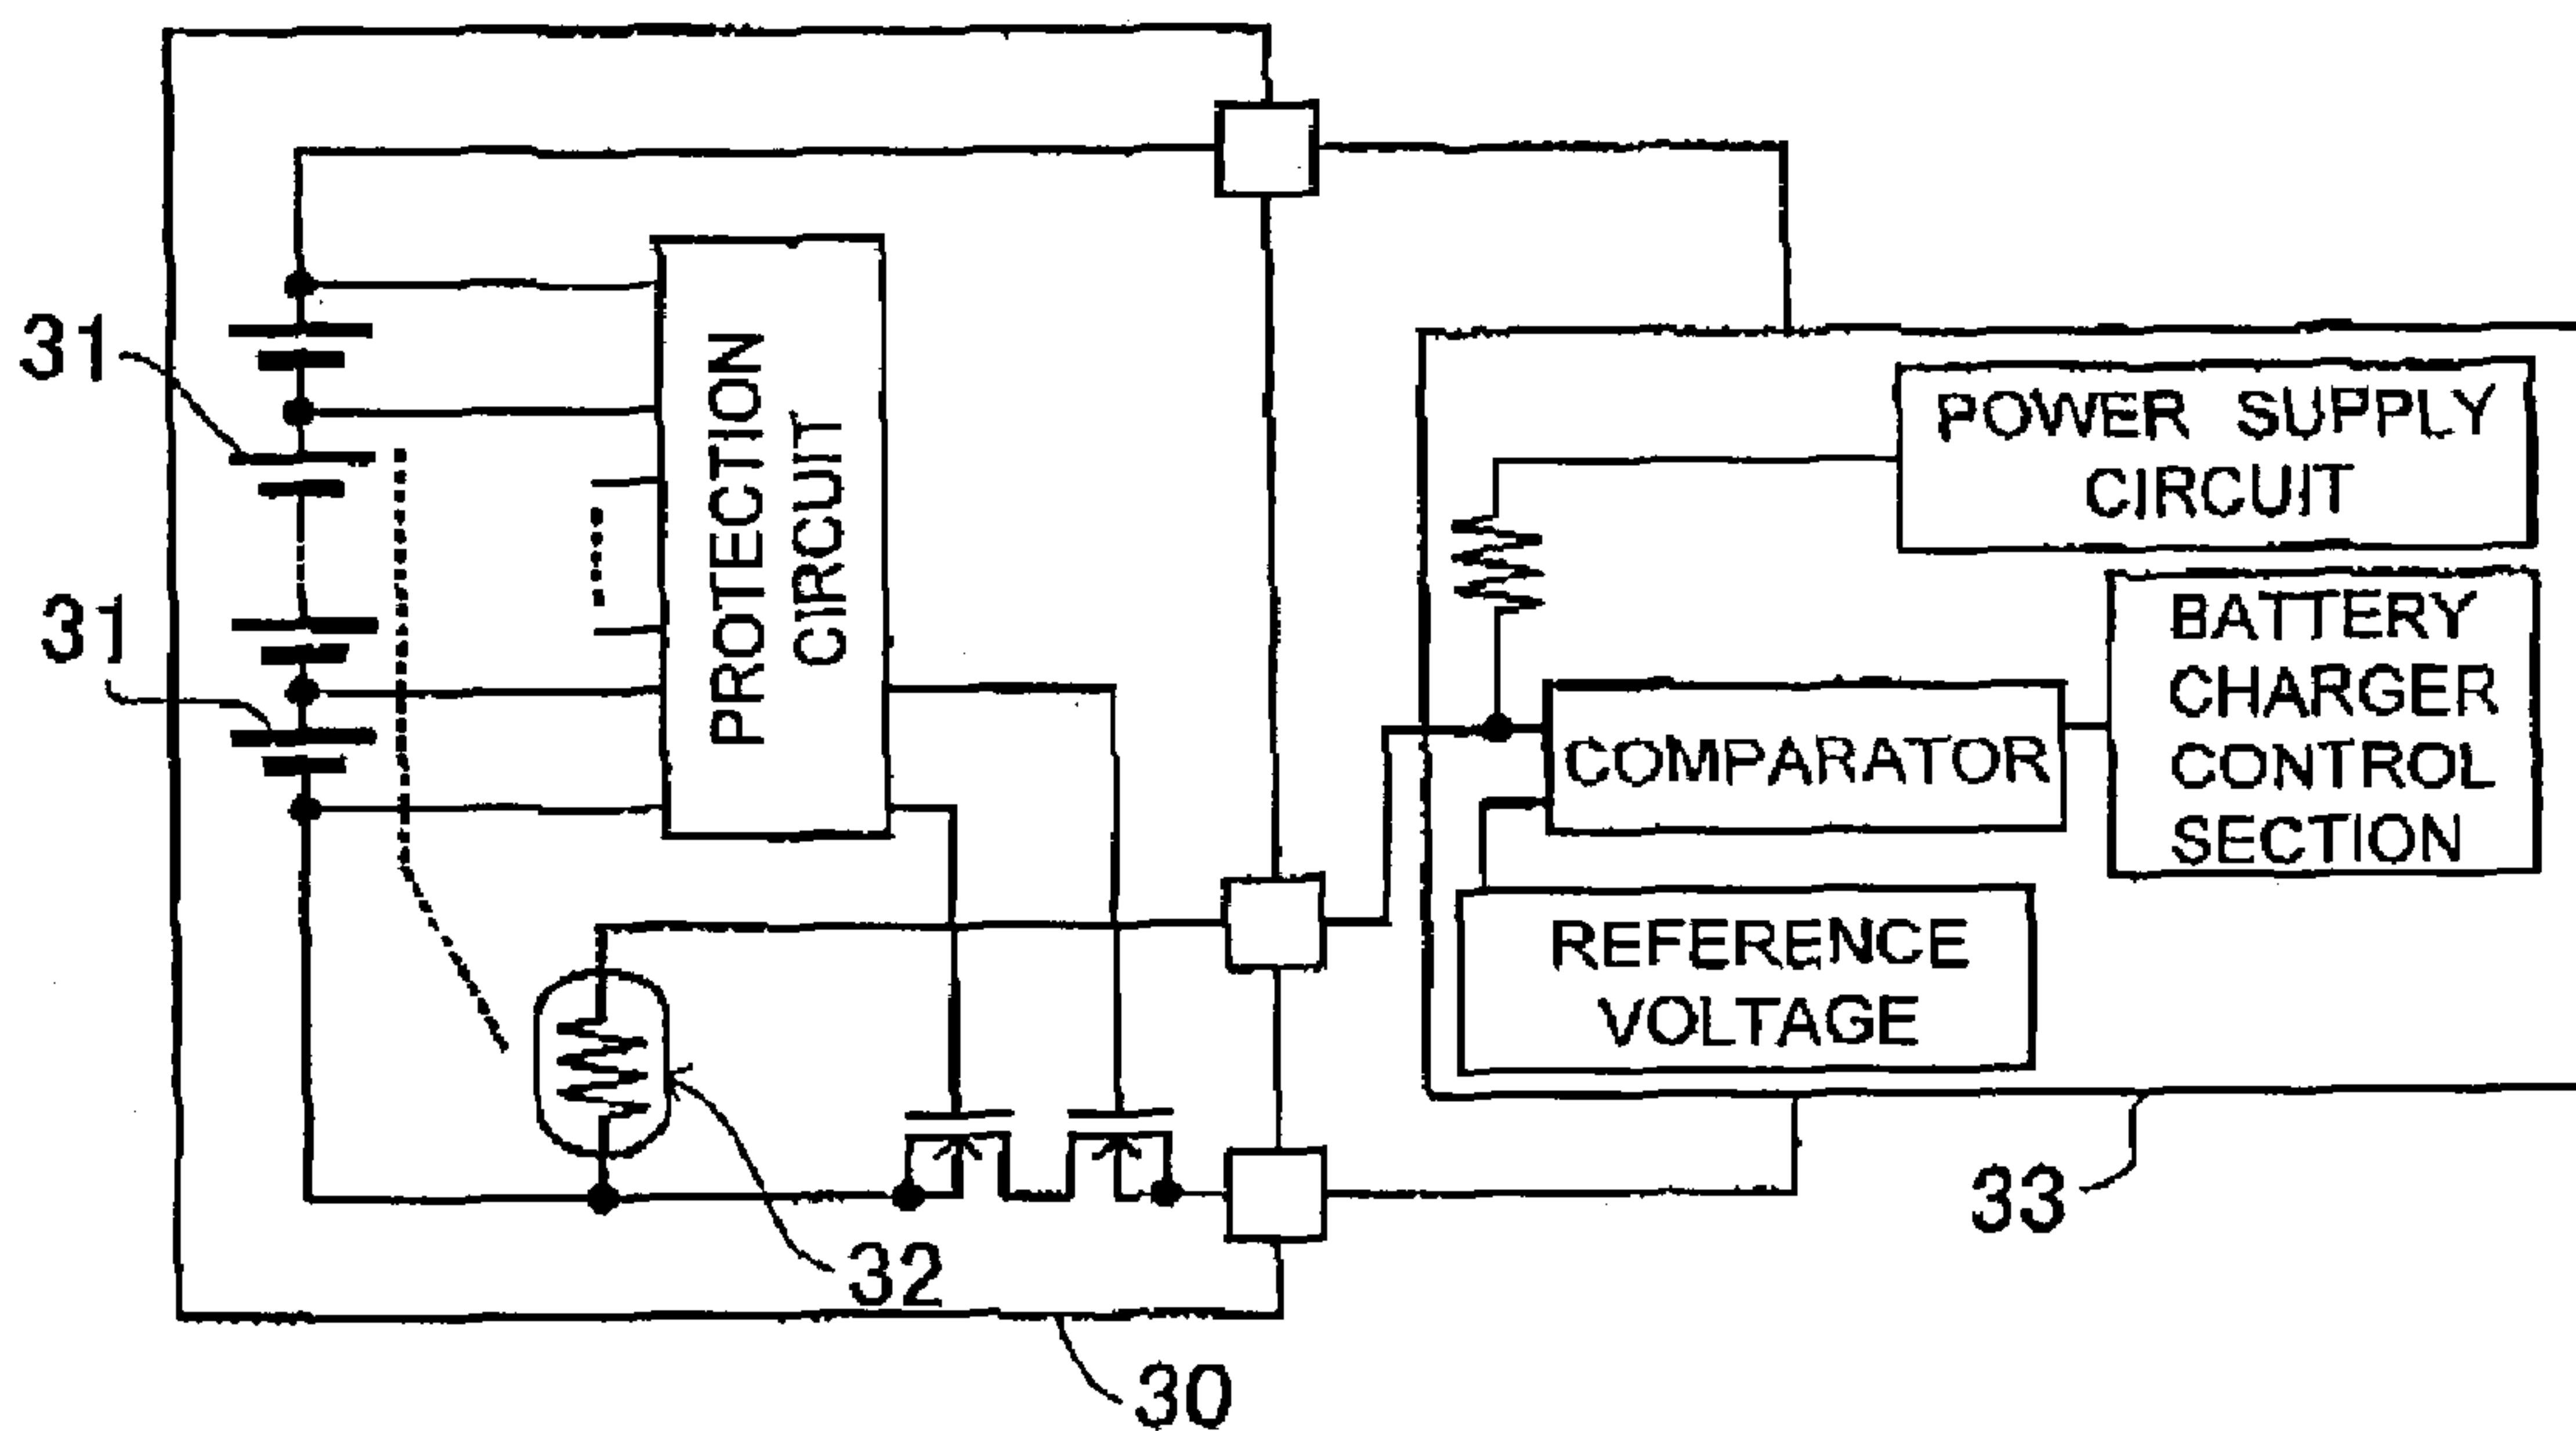 31
31
PROTECTION
CIRCUIT
POWER SUPPLY
CIRCUIT
BATTERY
CHARGER
CONTROL
SECTION
COMPARATOR
REFERENCE
VOLTAGE
33
32
30